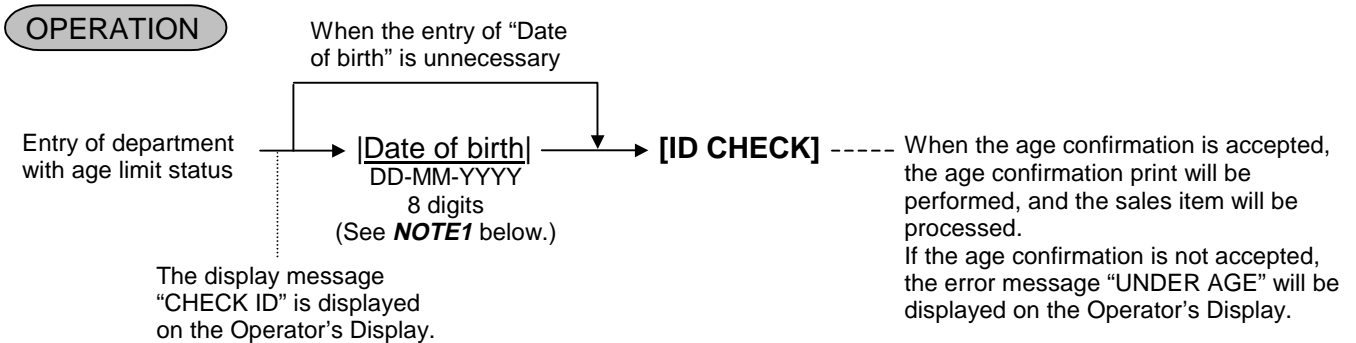 OPERATION
When the entry of “Date
of birth” is unnecessary
Entry of department
with age limit status
|Date of birth|
DD-MM-YYYY
8 digits
(See NOTE1 below.)
[ID CHECK]
When the age confirmation is accepted,
the age confirmation print will be
performed, and the sales item will be
processed.
If the age confirmation is not accepted,
the error message “UNDER AGE” will be
displayed on the Operator’s Display.
The display message
“CHECK ID” is displayed
on the Operator’s Display.